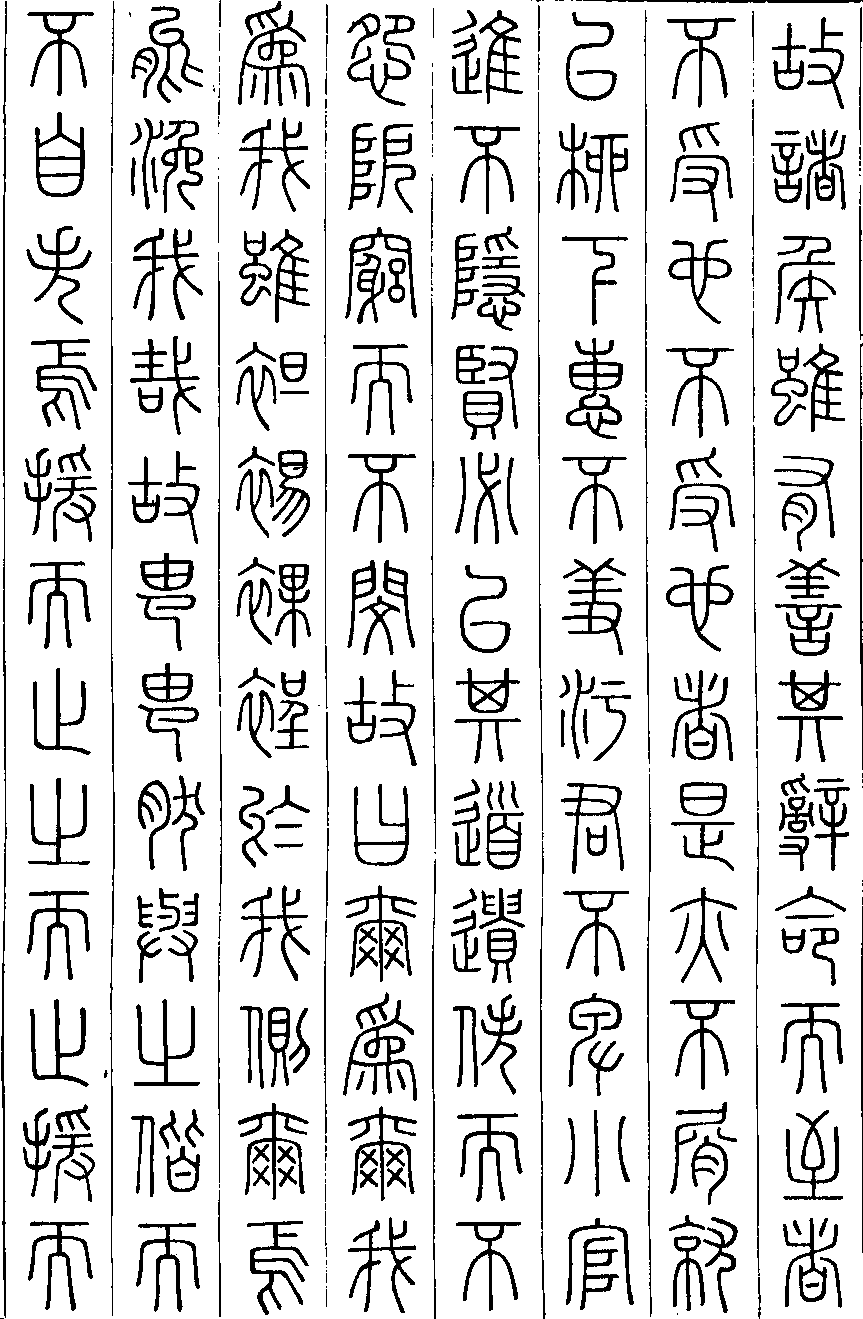 故諸侯雖有善其辭命而至者
不受也不受也者是亦不屑就
已柳下惠不羞汙君不卑小官
進不隱賢必以其道遺佚而不
怨阨窮而不閔故曰爾爲爾我
爲我雖袒裼裸裎於我側爾焉
能浼我哉故由由然與之偕而
不自失焉援而止之而止援而